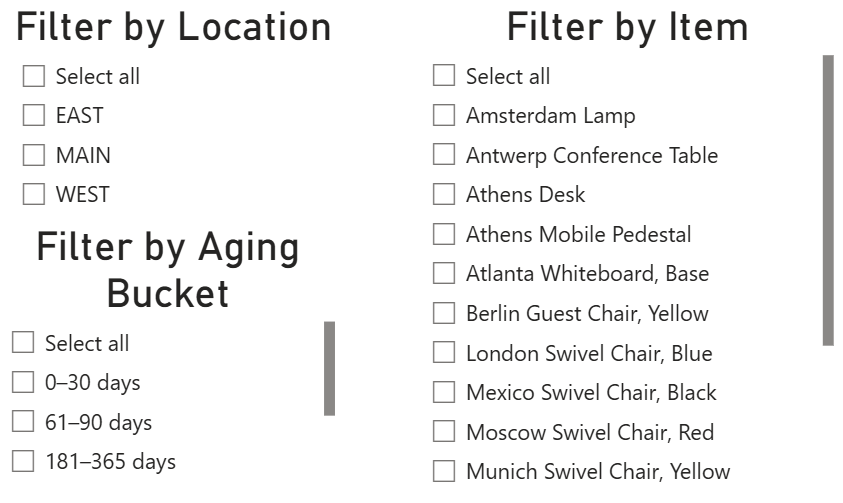 Filter by Location
Select all
EAST
MAIN
WEST
Filter by Aging
Bucket
Select all
0–30 days
61–90 days
181–365 days
Filter by Item
Select all
Amsterdam Lamp
Antwerp Conference Table
Athens Desk
Athens Mobile Pedestal
Atlanta Whiteboard, Base
Berlin Guest Chair, Yellow
London Swivel Chair, Blue
Mexico Swivel Chair, Black
Moscow Swivel Chair, Red
Munich Swivel Chair, Yellow